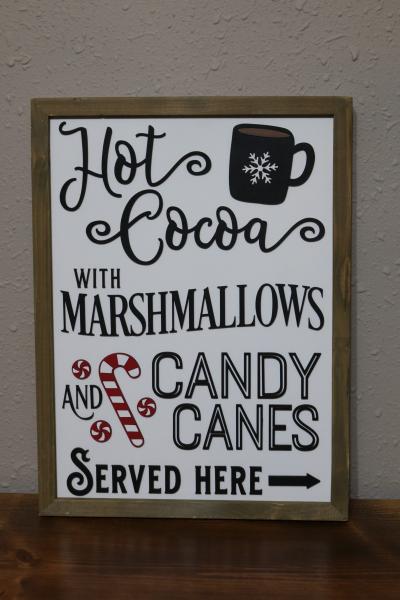 Hot
Cocoa
WITH
MARSHMALLOWS
AND CANDY
CANES
SERVED HERE